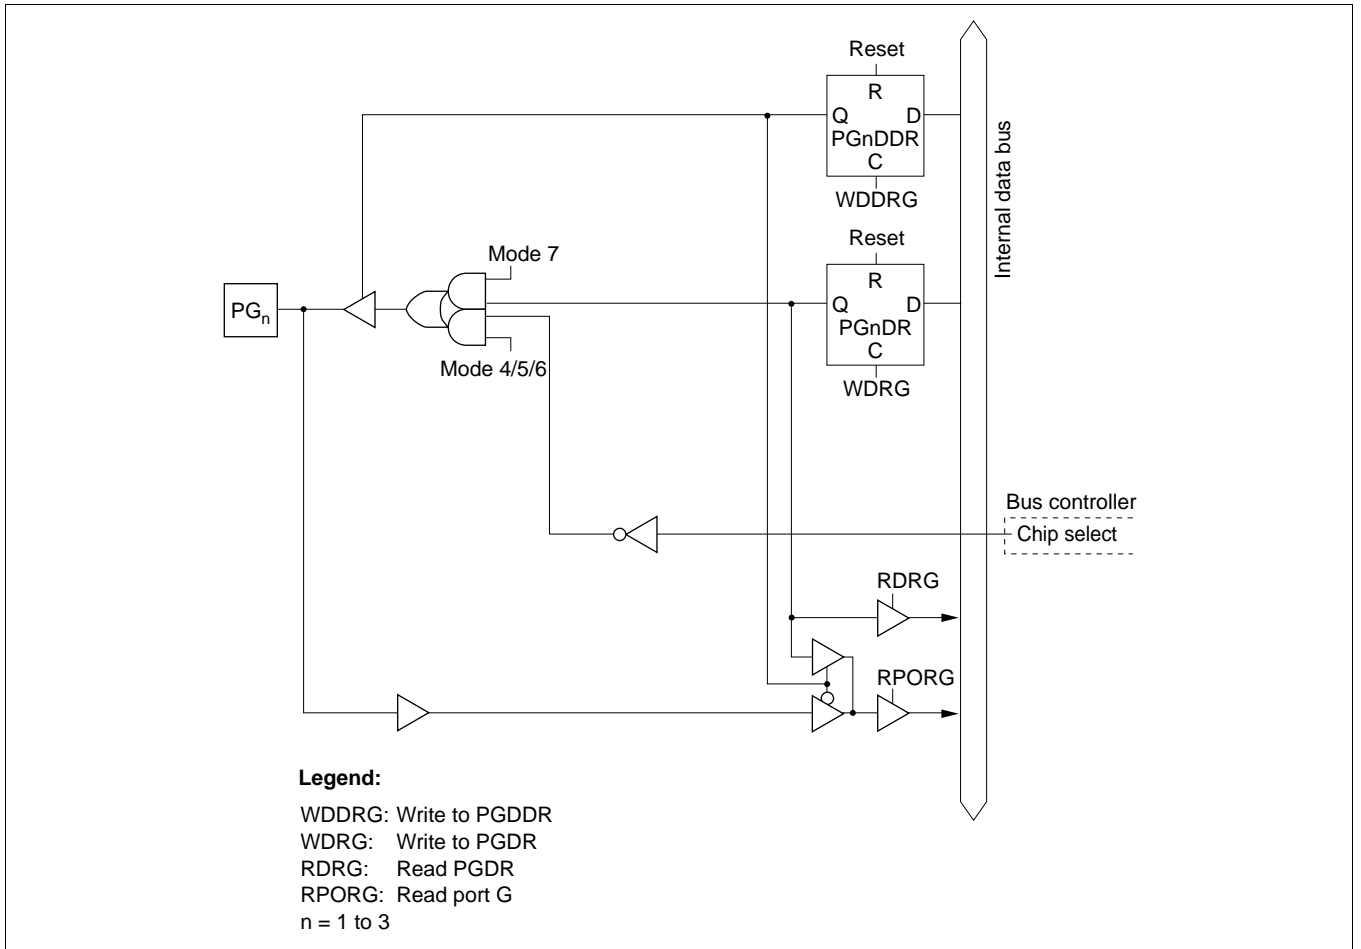 Reset
R
Q D
PGnDDR
C
WDDRG
Internal data bus
Reset
R
Q D
PGnDR
C
WDRG
Mode 7
PGn
Mode 4/5/6
Bus controller
Chip select
RDRG
RPORG
Legend:
WDDRG: Write to PGDDR
WDRG: Write to PGDR
RDRG: Read PGDR
RPORG: Read port G
n = 1 to 3